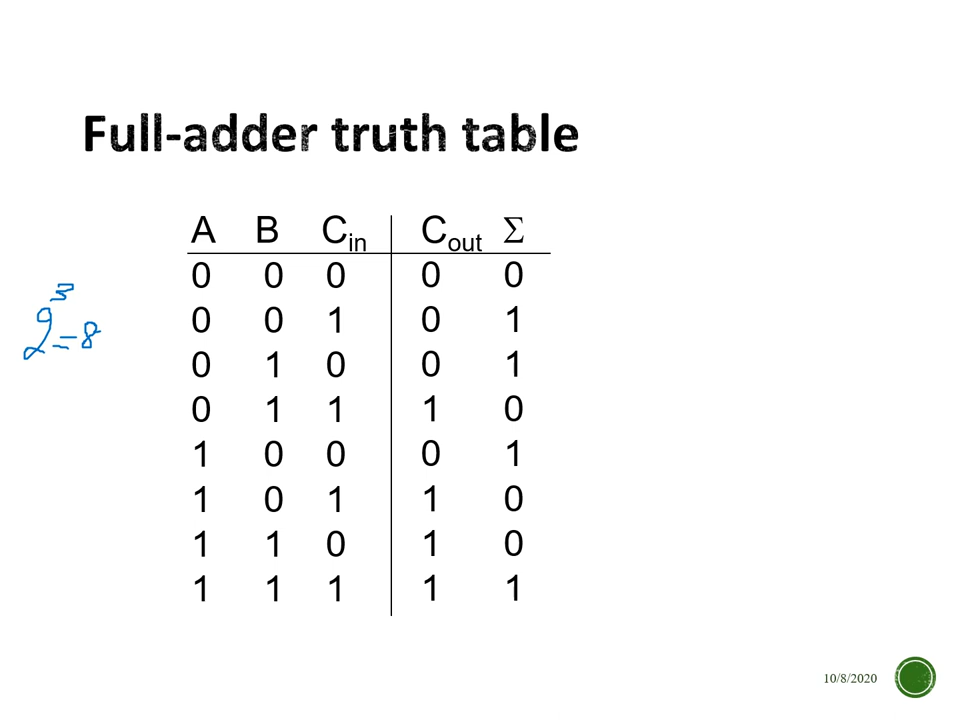 Full-adder truth table
A B Cin Cout Σ
0 0 0 0 0
0 0 1 0 1
0 1 0 0 1
0 1 1 1 0
1 0 0 0 1
1 0 1 1 0
1 1 0 1 0
1 1 1 1 1
2³=8
10/8/2020